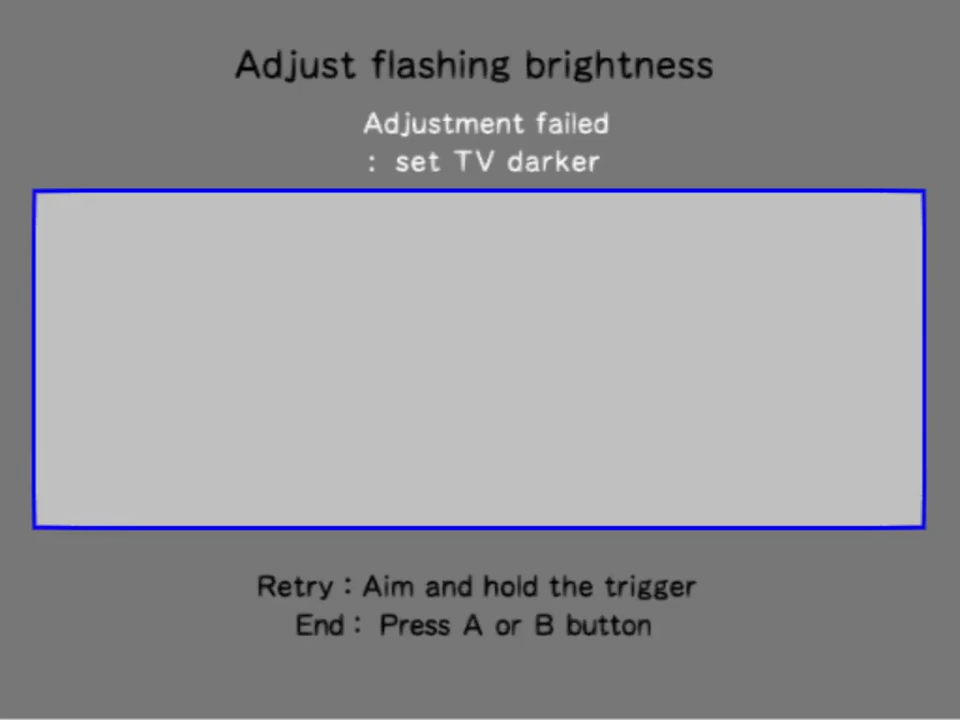 Adjust flashing brightness
Adjustment failed
: set TV darker
Retry : Aim and hold the trigger
End : Press A or B button